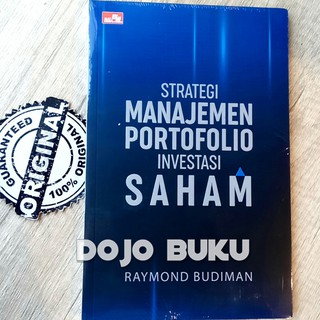 STRATEGI
MANAJEMEN
PORTOFOLIO
INVESTASI
SAHAM
DOJO BUKU
RAYMOND BUDIMAN
GUARANTEED
ORIGINAL
100% ORIGINAL